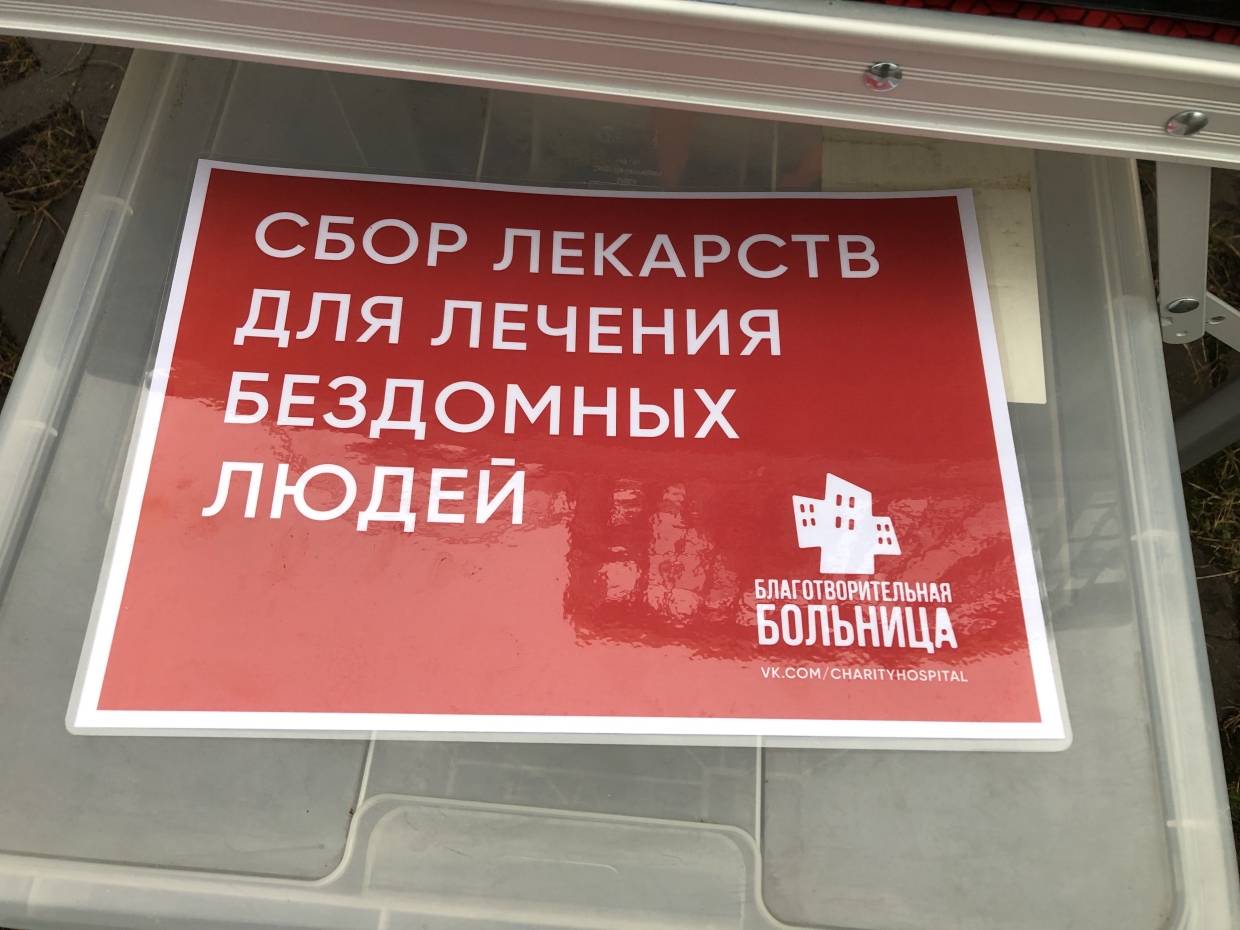 СБОР ЛЕКАРСТВ
ДЛЯ ЛЕЧЕНИЯ
БЕЗДОМНЫХ
ЛЮДЕЙ
БЛАГОТВОРИТЕЛЬНАЯ
БОЛЬНИЦА
VK.COM/CHARITYHOSPITAL